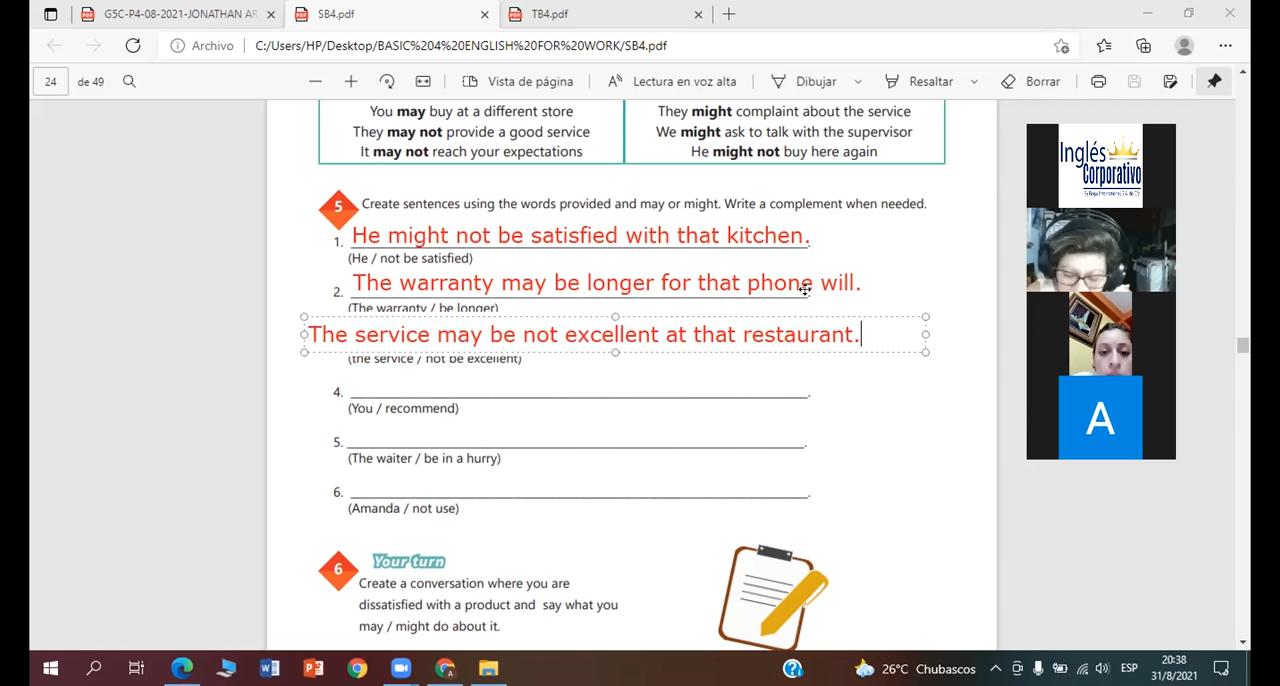 G5C-P4-08-2021-JONATHAN AR
SB4.pdf
TB4.pdf
Archivo
C:/Users/HP/Desktop/BASIC%204%20ENGLISH%20FOR%20WORK/SB4.pdf
24
de 49
Vista de página
Lectura en voz alta
Dibujar
Resaltar
Borrar
You may buy at a different store
They may not provide a good service
It may not reach your expectations
They might complaint about the service
We might ask to talk with the supervisor
He might not buy here again
5
Create sentences using the words provided and may or might. Write a complement when needed.
1. He might not be satisfied with that kitchen.
(He / not be satisfied)
2. The warranty may be longer for that phone will.
(The warranty / be longer)
The service may be not excellent at that restaurant.
(the service / not be excellent)
4.
(You / recommend)
5.
(The waiter / be in a hurry)
6.
(Amanda / not use)
6
Your turn
Create a conversation where you are
dissatisfied with a product and say what you
may / might do about it.
Inglés
Corporativo
A
26°C Chubascos
ESP
20:38
31/8/2021